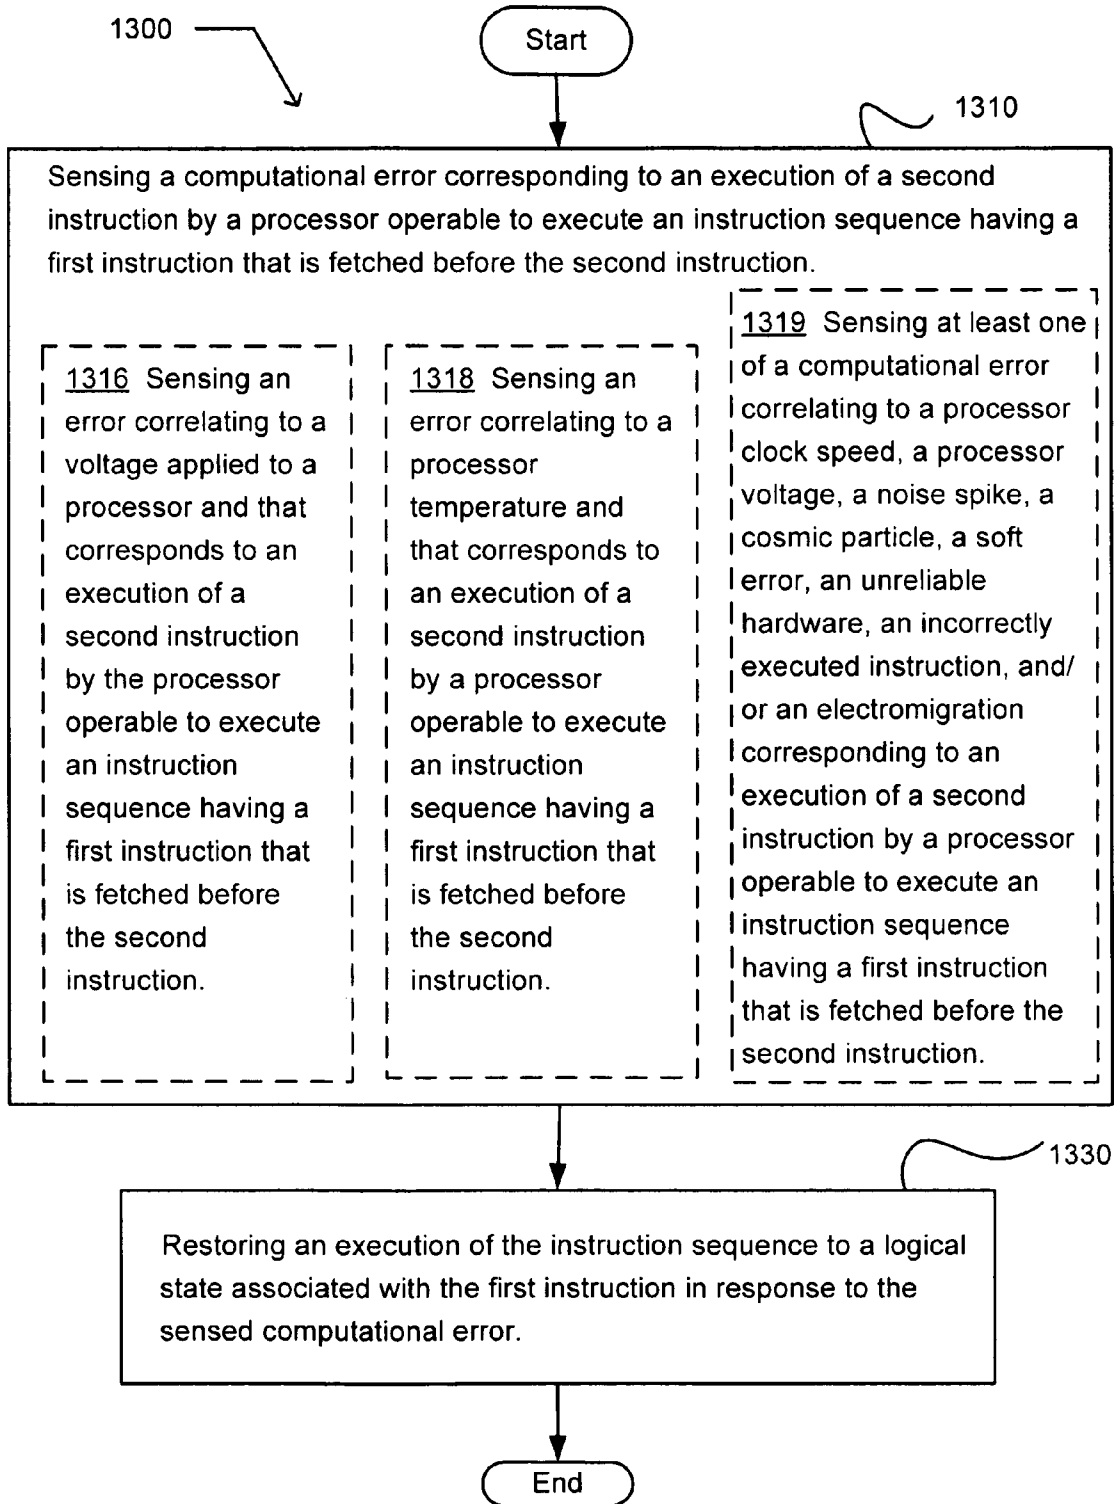 1300
Start
1310
Sensing a computational error corresponding to an execution of a second
instruction by a processor operable to execute an instruction sequence having a
first instruction that is fetched before the second instruction.
1316 Sensing an
error correlating to a
voltage applied to a
processor and that
corresponds to an
execution of a
second instruction
by the processor
operable to execute
an instruction
sequence having a
first instruction that
is fetched before
the second
instruction.
1318 Sensing an
error correlating to a
processor
temperature and
that corresponds to
an execution of a
second instruction
by a processor
operable to execute
an instruction
sequence having a
first instruction that
is fetched before
the second
instruction.
1319 Sensing at least one
of a computational error
correlating to a processor
clock speed, a processor
voltage, a noise spike, a
cosmic particle, a soft
error, an unreliable
hardware, an incorrectly
executed instruction, and/
or an electromigration
corresponding to an
execution of a second
instruction by a processor
operable to execute an
instruction sequence
having a first instruction
that is fetched before the
second instruction.
1330
Restoring an execution of the instruction sequence to a logical
state associated with the first instruction in response to the
sensed computational error.
End